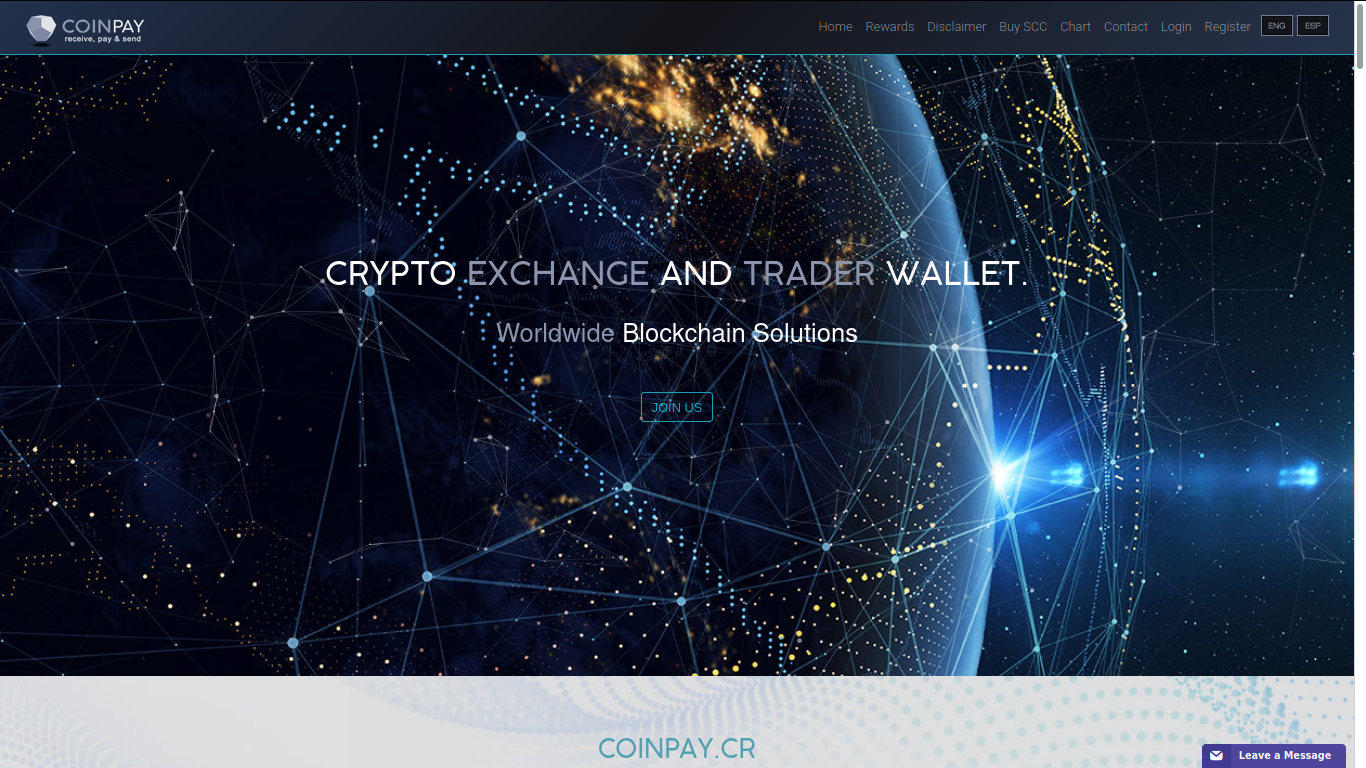 COINPAY
receive, pay & send
Home Rewards Disclaimer Buy SCC Chart Contact Login Register ENG ESP
CRYPTO EXCHANGE AND TRADER WALLET.
Worldwide Blockchain Solutions
JOIN US
COINPAY.CR
Leave a Message